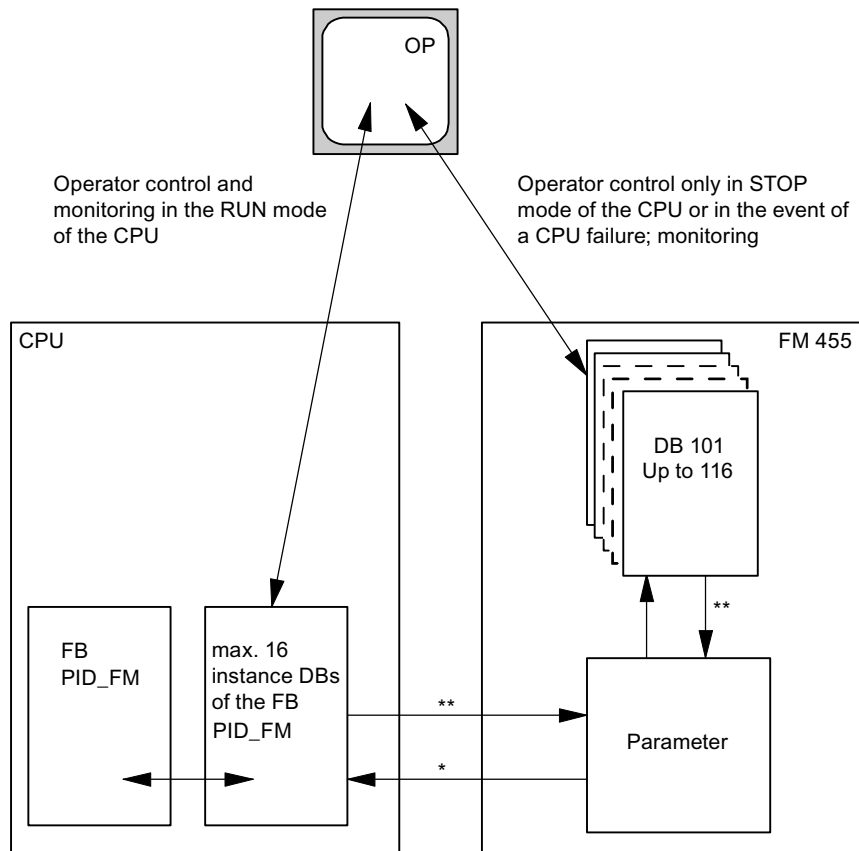 OP
Operator control and
monitoring in the RUN mode
of the CPU
Operator control only in STOP
mode of the CPU or in the event of
a CPU failure; monitoring
CPU
FM 455
DB 101
Up to 116
**
FB
PID_FM
max. 16
instance DBs
of the FB
PID_FM
**
*
Parameter